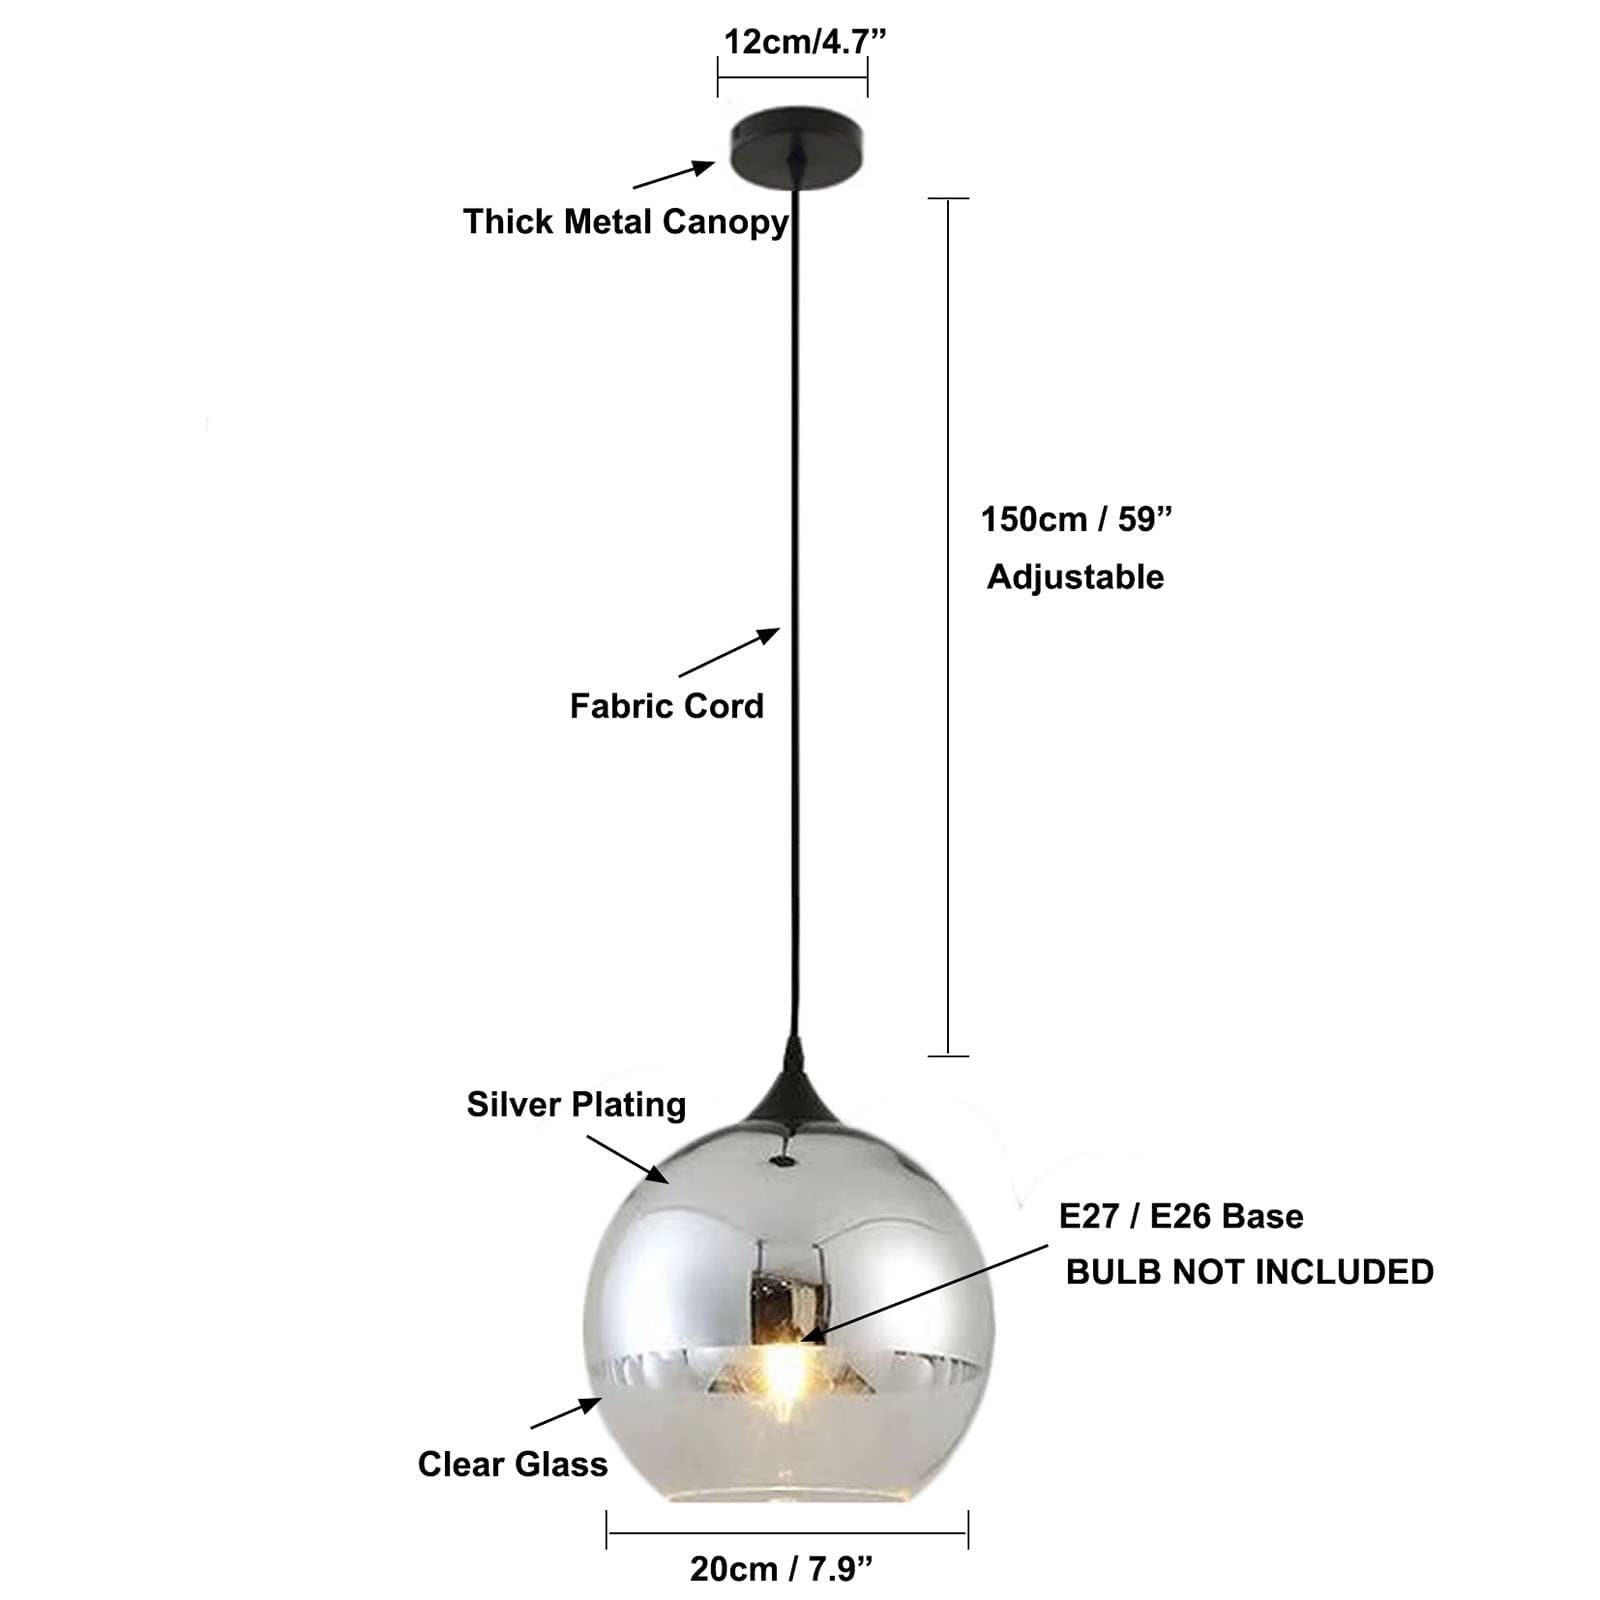 12cm/4.7”
Thick Metal Canopy
150cm / 59”
Adjustable
Fabric Cord
Silver Plating
E27 / E26 Base
BULB NOT INCLUDED
Clear Glass
20cm / 7.9”